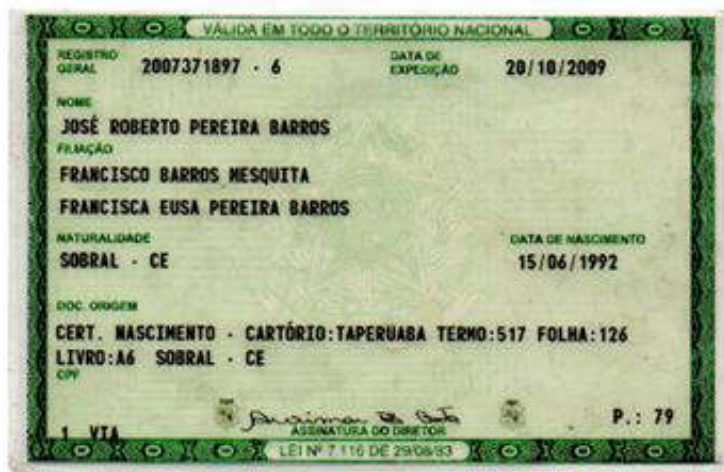 VÁLIDA EM TODO O TERRITÓRIO NACIONAL
REGISTRO GERAL 2007371897 - 6 DATA DE EXPEDIÇÃO 20/10/2009
NOME
JOSÉ ROBERTO PEREIRA BARROS
FILIAÇÃO
FRANCISCO BARROS MESQUITA
FRANCISCA EUSA PEREIRA BARROS
NATURALIDADE DATA DE NASCIMENTO
SOBRAL - CE 15/06/1992
DOC. ORIGEM
CERT. NASCIMENTO - CARTÓRIO:TAPERUABA TERMO:517 FOLHA:126
LIVRO:A6 SOBRAL - CE
CPF
P.: 79
1 VIA ASSINATURA DO DIRETOR
LEI Nº 7.116 DE 29/08/83